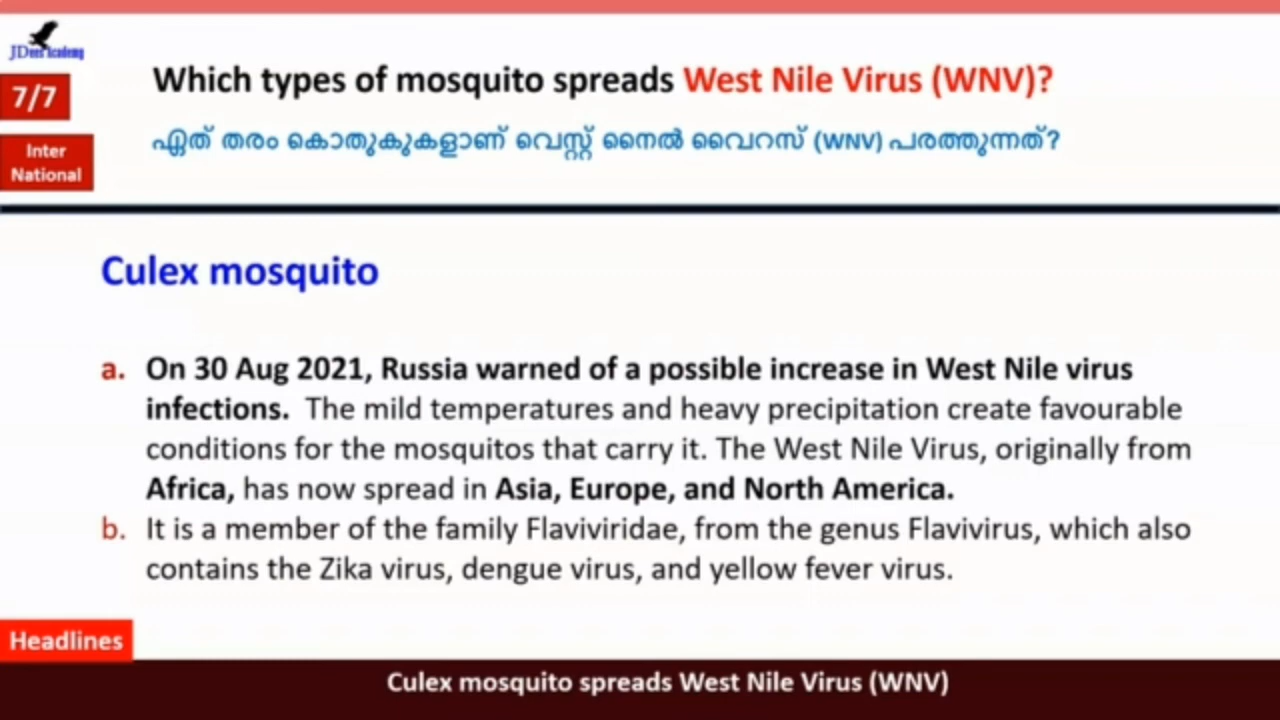 JDees Academy
7/7
Inter
National
Which types of mosquito spreads West Nile Virus (WNV)?
ഏത് തരം കൊതുകുകളാണ് വെസ്റ്റ് നൈൽ വൈറസ് (WNV) പരത്തുന്നത്?
Culex mosquito
a. On 30 Aug 2021, Russia warned of a possible increase in West Nile virus
infections. The mild temperatures and heavy precipitation create favourable
conditions for the mosquitos that carry it. The West Nile Virus, originally from
Africa, has now spread in Asia, Europe, and North America.
b. It is a member of the family Flaviviridae, from the genus Flavivirus, which also
contains the Zika virus, dengue virus, and yellow fever virus.
Headlines
Culex mosquito spreads West Nile Virus (WNV)